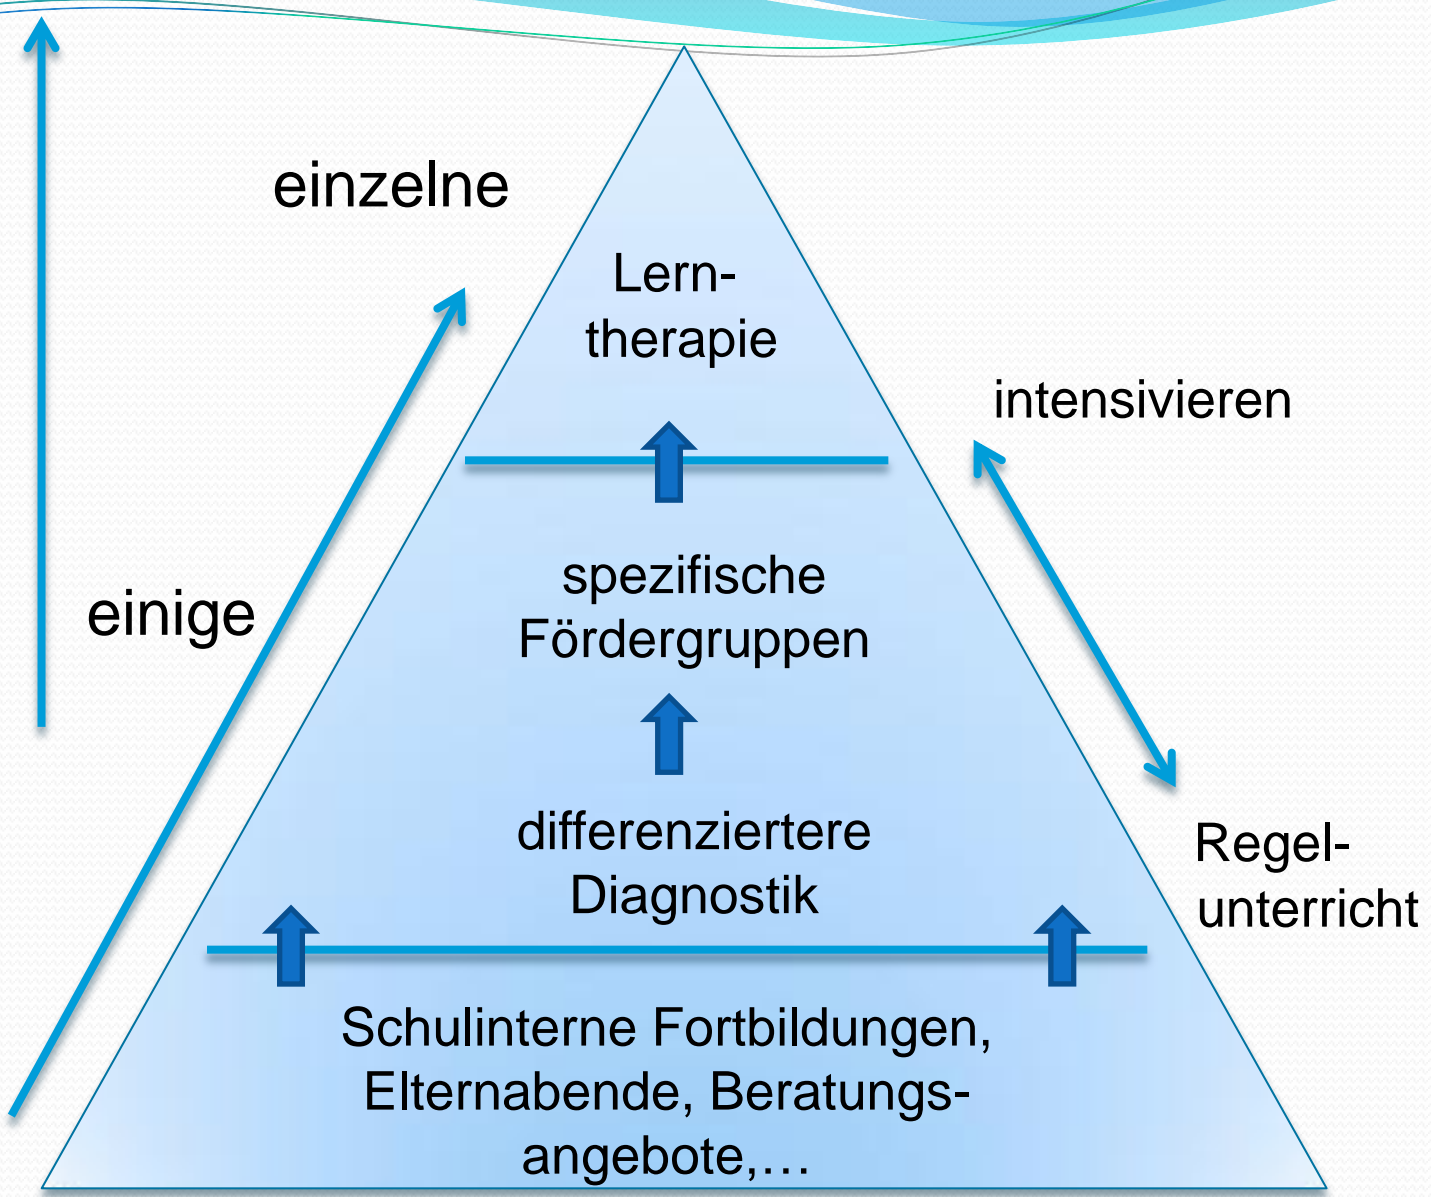 einzelne
Lern-
therapie
intensivieren
spezifische
Fördergruppen
einige
differenziertere
Diagnostik
Regel-
unterricht
Schulinterne Fortbildungen,
Elternabende, Beratungs-
angebote,…